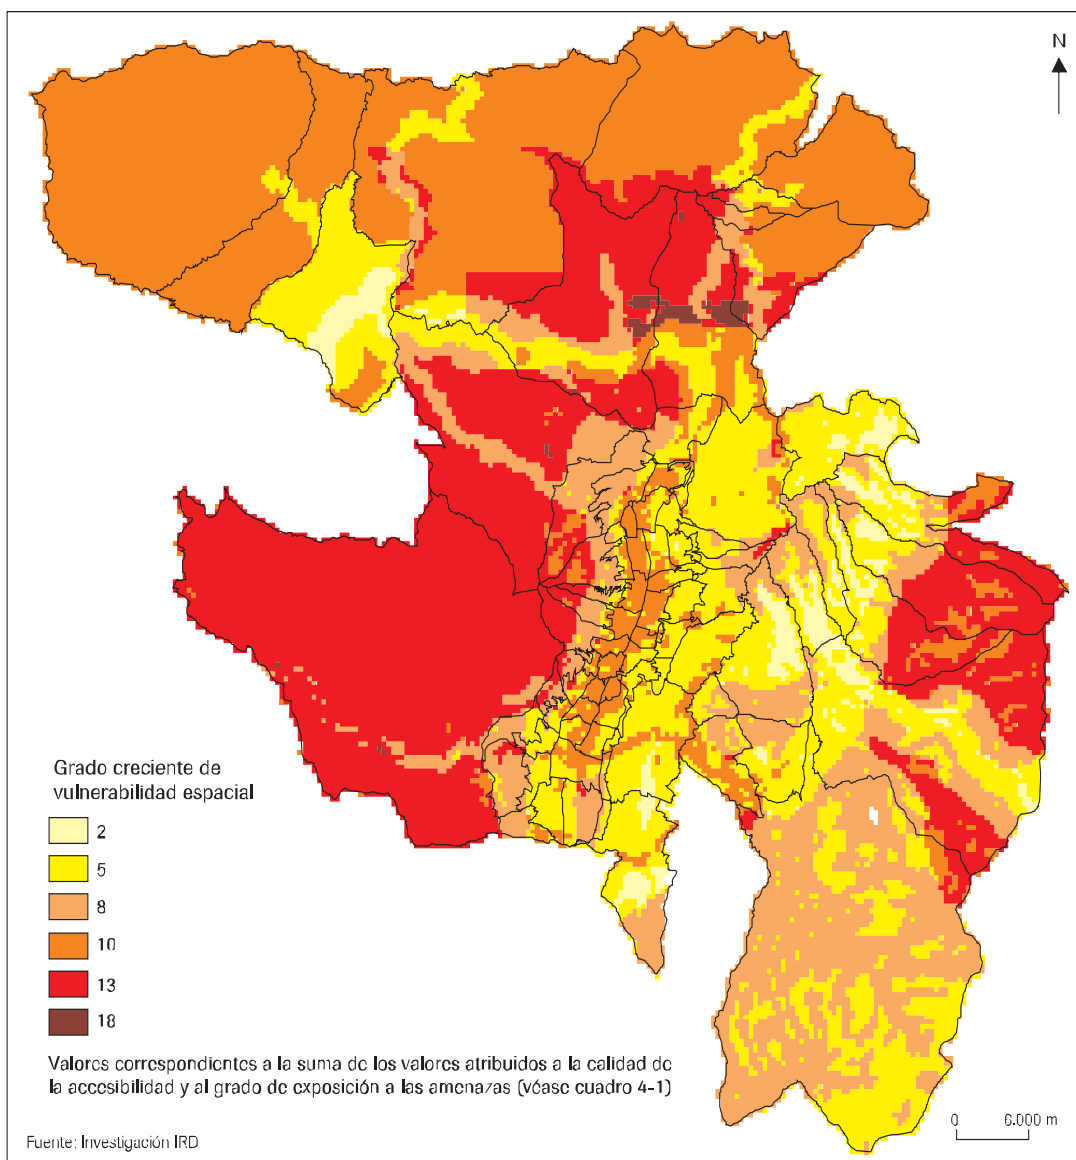 N
Grado creciente de
vulnerabilidad espacial
2
5
8
10
13
18
Valores correspondientes a la suma de los valores atribuidos a la calidad de
la accesibilidad y al grado de exposición a las amenazas (véase cuadro 4-1)
0 6.000 m
Fuente: Investigación IRD